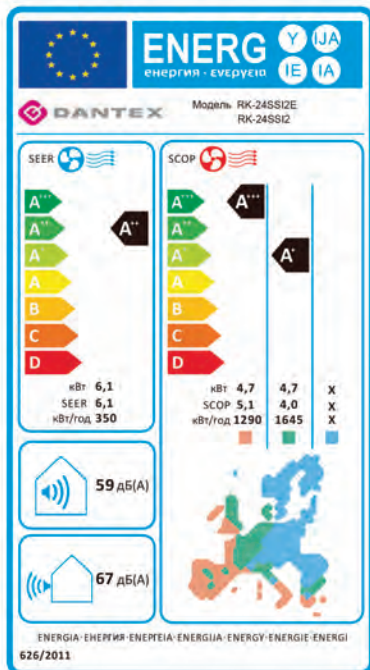 ENERG
енергия · ενεργεια
Y IJA
IE IA
DANTEX
Модель RK-24SSI2E
RK-24SSI2
SEER
A+++
A++
A+
A
B
C
D
A++
кВт 6,1
SEER 6,1
кВт/год 350
SCOP
A+++
A++
A+
A
B
C
D
A+++
A+
кВт 4,7 4,7 X
SCOP 5,1 4,0 X
кВт/год 1290 1645 X
59 дБ(А)
67 дБ(А)
ENERGIA·ЕНЕРГИЯ·ΕΝΕΡΓΕΙΑ·ENERGIJA·ENERGY·ENERGIE·ENERGI
626/2011